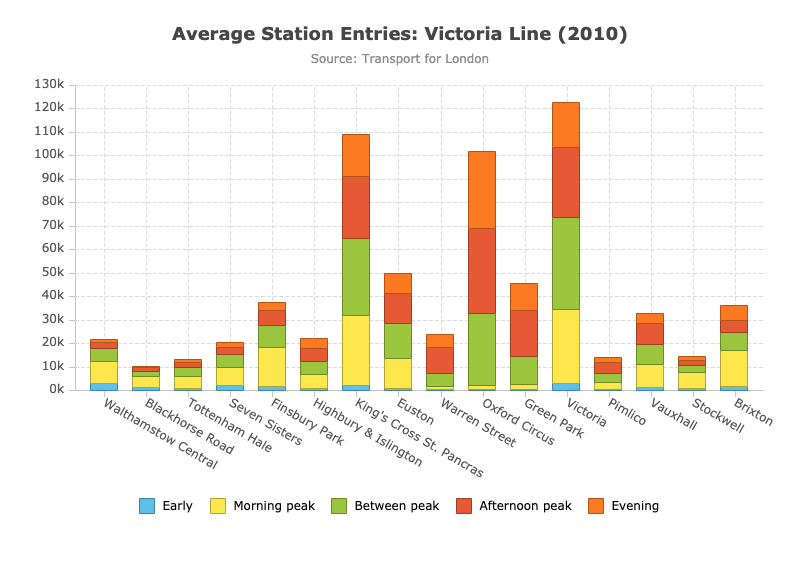 Average Station Entries: Victoria Line (2010)
Source: Transport for London
130k
120k
110k
100k
90k
80k
70k
60k
50k
40k
30k
20k
10k
0k
Walthamstow Central
Blackhorse Road
Tottenham Hale
Seven Sisters
Finsbury Park
Highbury & Islington
King's Cross St. Pancras
Euston
Warren Street
Oxford Circus
Green Park
Victoria
Pimlico
Vauxhall
Stockwell
Brixton
Early Morning peak Between peak Afternoon peak Evening